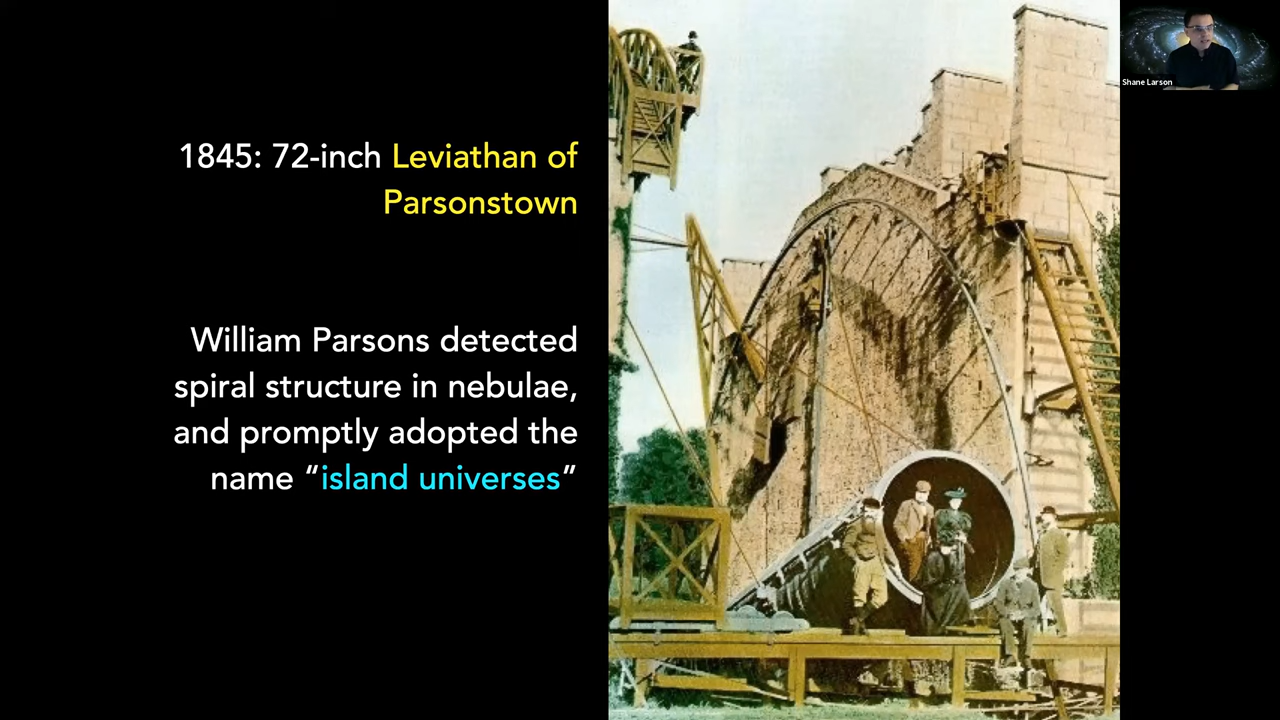 1845: 72-inch Leviathan of
Parsonstown
William Parsons detected
spiral structure in nebulae,
and promptly adopted the
name “island universes”
Shane Larson